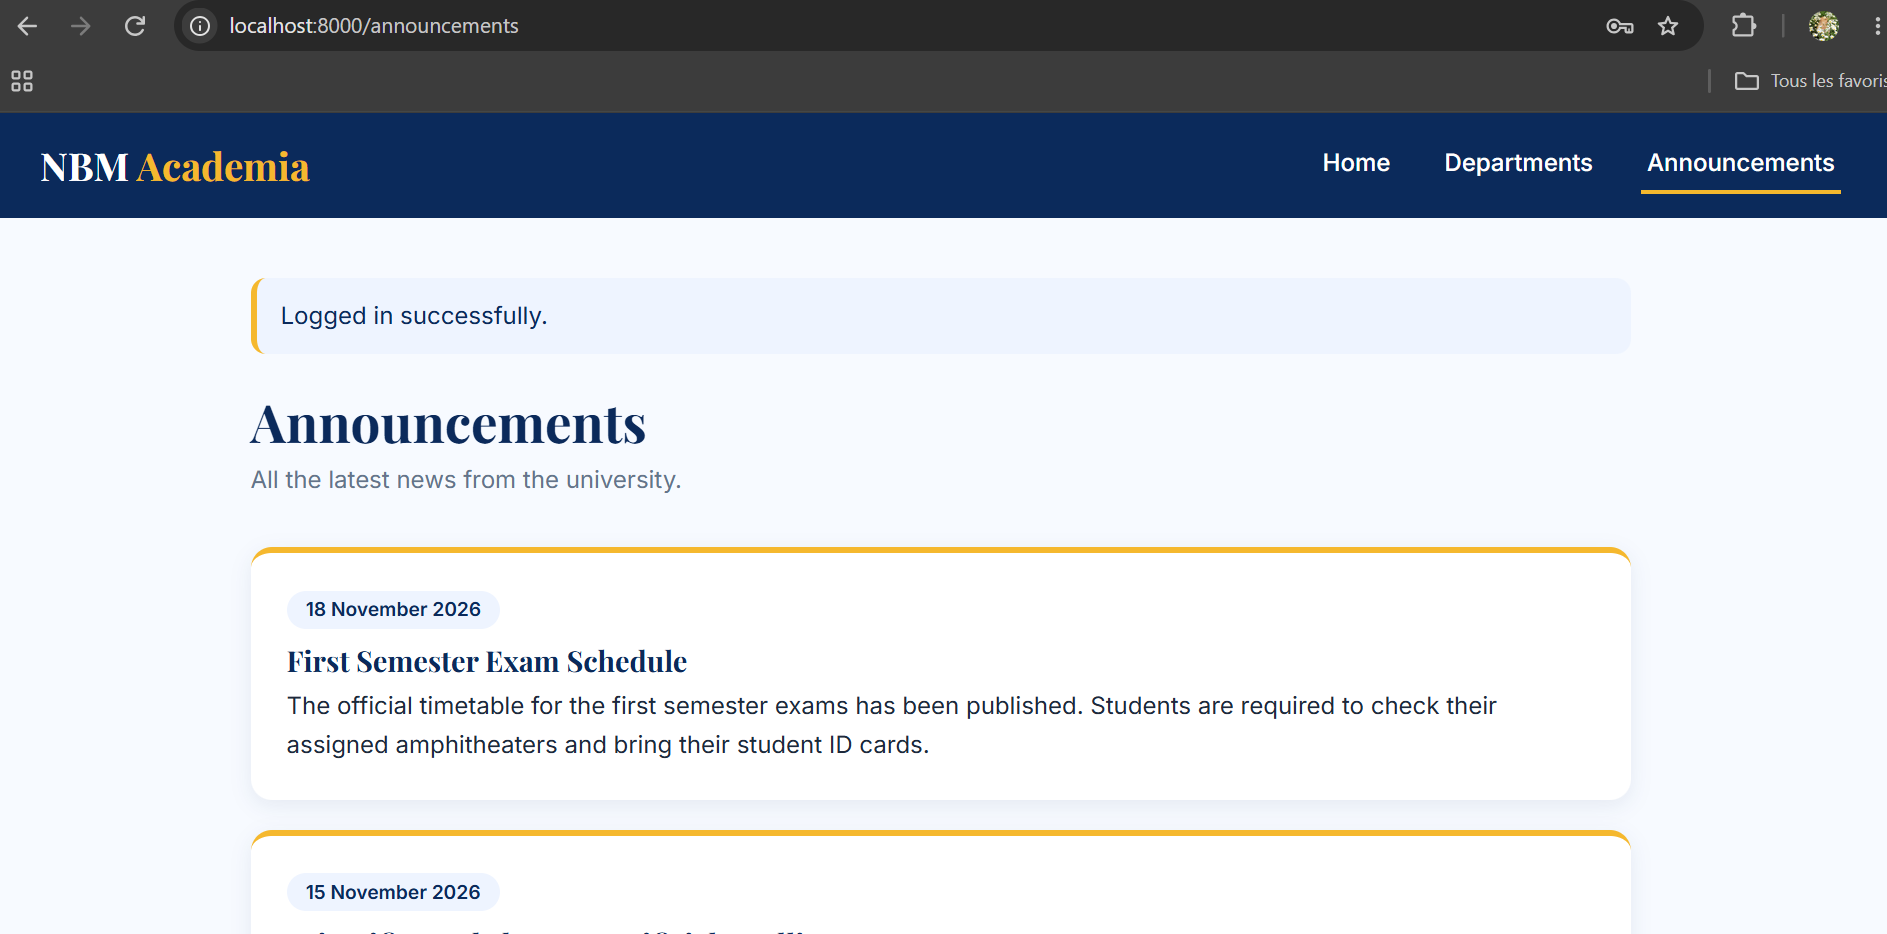 localhost:8000/announcements
Tous les favoris
NBM Academia
Home Departments Announcements
Logged in successfully.
Announcements
All the latest news from the university.
18 November 2026
First Semester Exam Schedule
The official timetable for the first semester exams has been published. Students are required to check their
assigned amphitheaters and bring their student ID cards.
15 November 2026